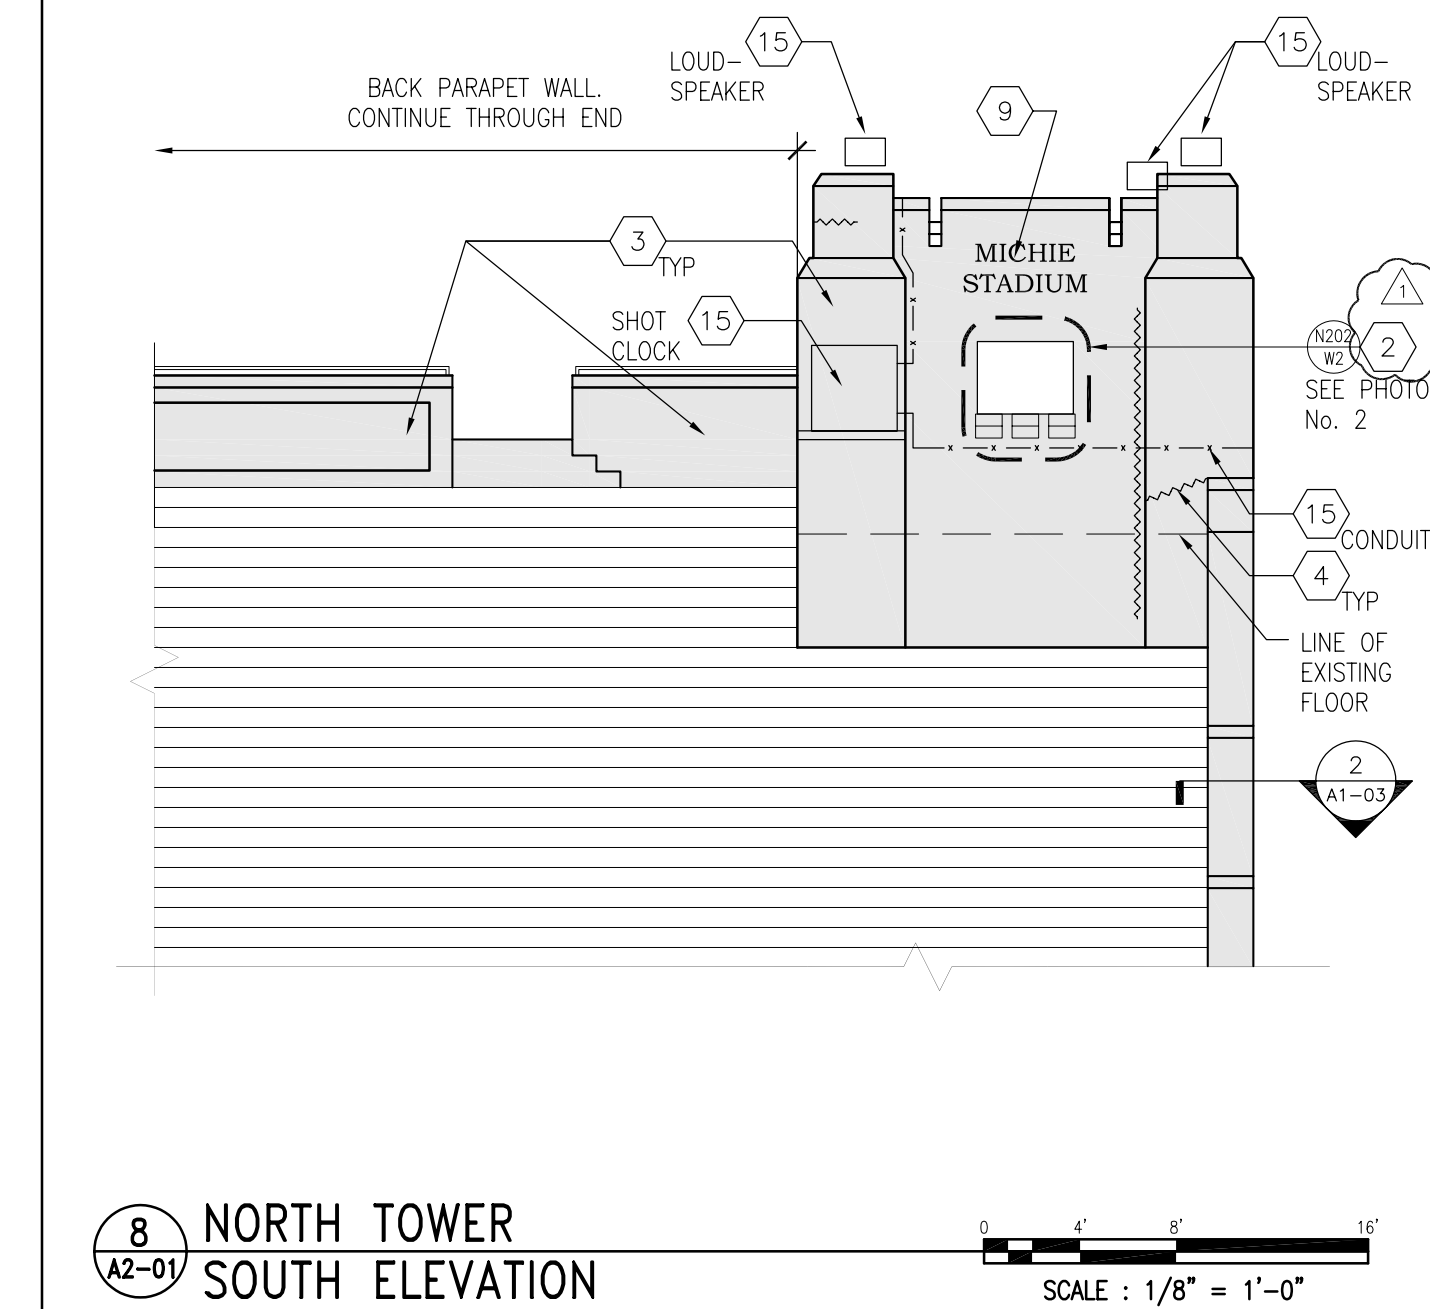 15
LOUD-
SPEAKER
15
LOUD-
SPEAKER
BACK PARAPET WALL.
CONTINUE THROUGH END
9
3
TYP
MICHIE
STADIUM
SHOT
CLOCK
15
1
N202
W2
2
SEE PHOTO
No. 2
15
CONDUIT
4
TYP
LINE OF
EXISTING
FLOOR
2
A1-03
8
A2-01
NORTH TOWER
SOUTH ELEVATION
0 4' 8' 16'
SCALE : 1/8" = 1'-0"